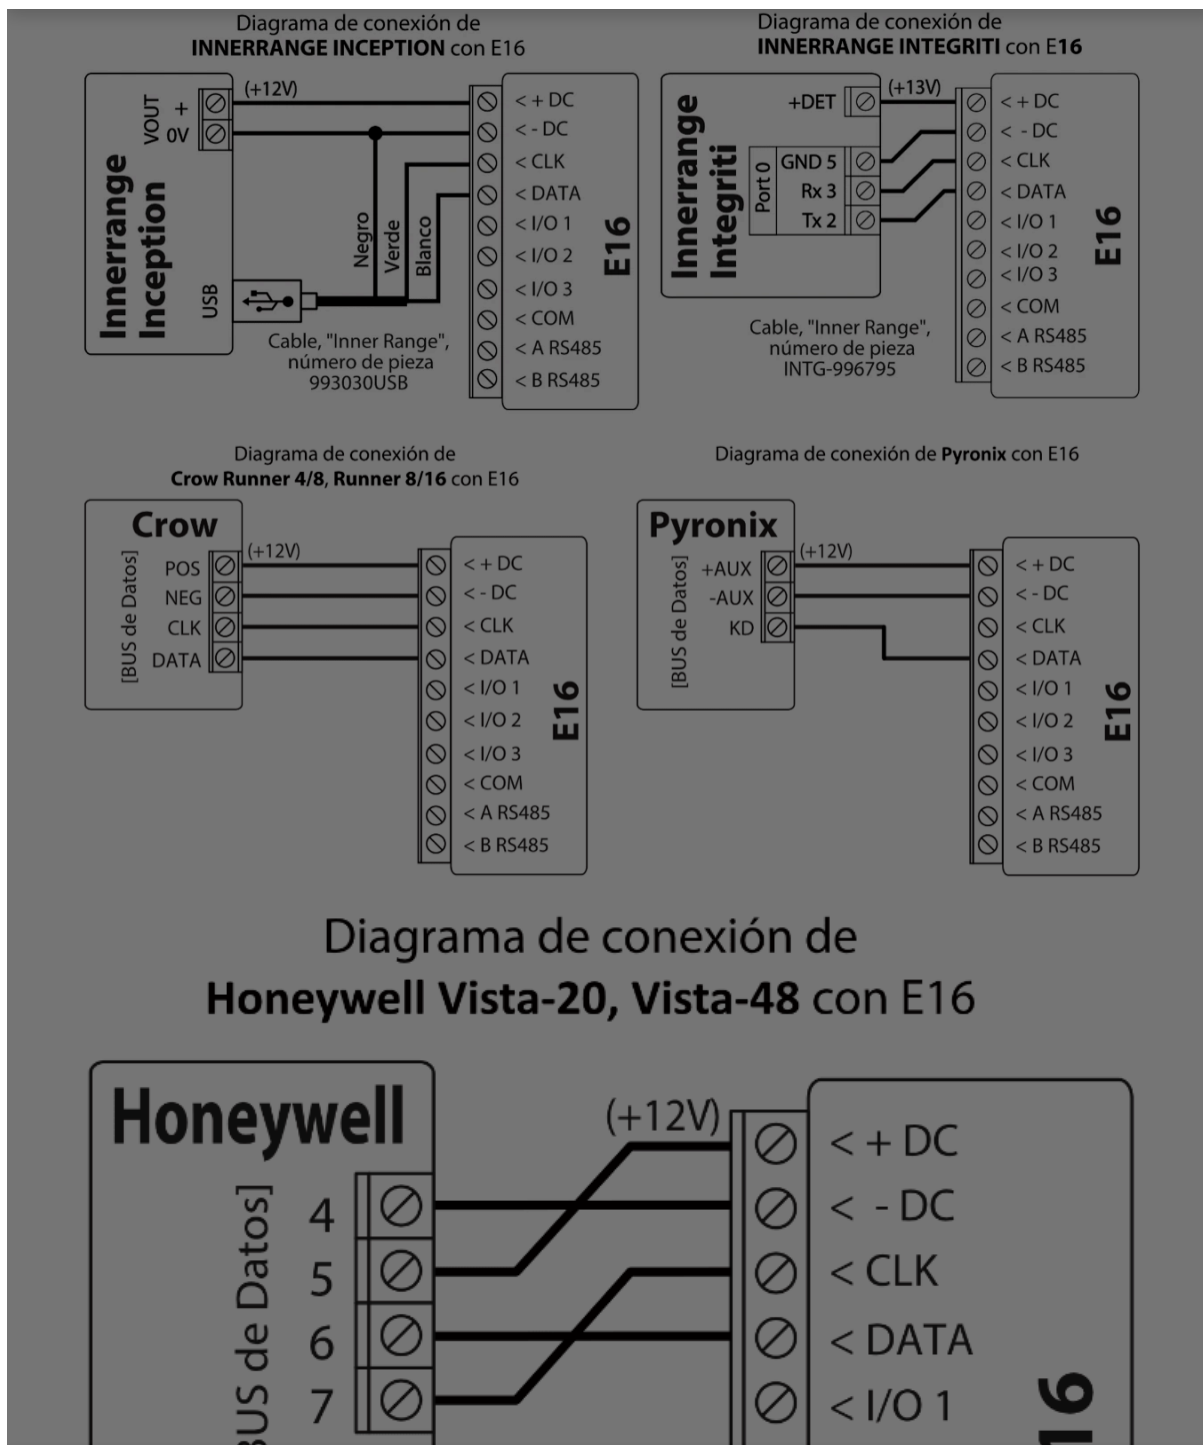 Diagrama de conexión de
INNERRANGE INCEPTION con E16
Innerrange
Inception
VOUT
+
0V
USB
(+12V)
Negro
Verde
Blanco
Cable, "Inner Range",
número de pieza
993030USB
< + DC
< - DC
< CLK
< DATA
< I/O 1
< I/O 2
< I/O 3
< COM
< A RS485
< B RS485
E16
Diagrama de conexión de
INNERRANGE INTEGRITI con E16
Innerrange
Integriti
+DET
Port 0
GND 5
Rx 3
Tx 2
(+13V)
Cable, "Inner Range",
número de pieza
INTG-996795
< + DC
< - DC
< CLK
< DATA
< I/O 1
< I/O 2
< I/O 3
< COM
< A RS485
< B RS485
E16
Diagrama de conexión de
Crow Runner 4/8, Runner 8/16 con E16
Crow
[BUS de Datos]
POS
NEG
CLK
DATA
(+12V)
< + DC
< - DC
< CLK
< DATA
< I/O 1
< I/O 2
< I/O 3
< COM
< A RS485
< B RS485
E16
Diagrama de conexión de Pyronix con E16
Pyronix
[BUS de Datos]
+AUX
-AUX
KD
(+12V)
< + DC
< - DC
< CLK
< DATA
< I/O 1
< I/O 2
< I/O 3
< COM
< A RS485
< B RS485
E16
Diagrama de conexión de
Honeywell Vista-20, Vista-48 con E16
Honeywell
BUS de Datos]
4
5
6
7
(+12V)
< + DC
< - DC
< CLK
< DATA
< I/O 1
16